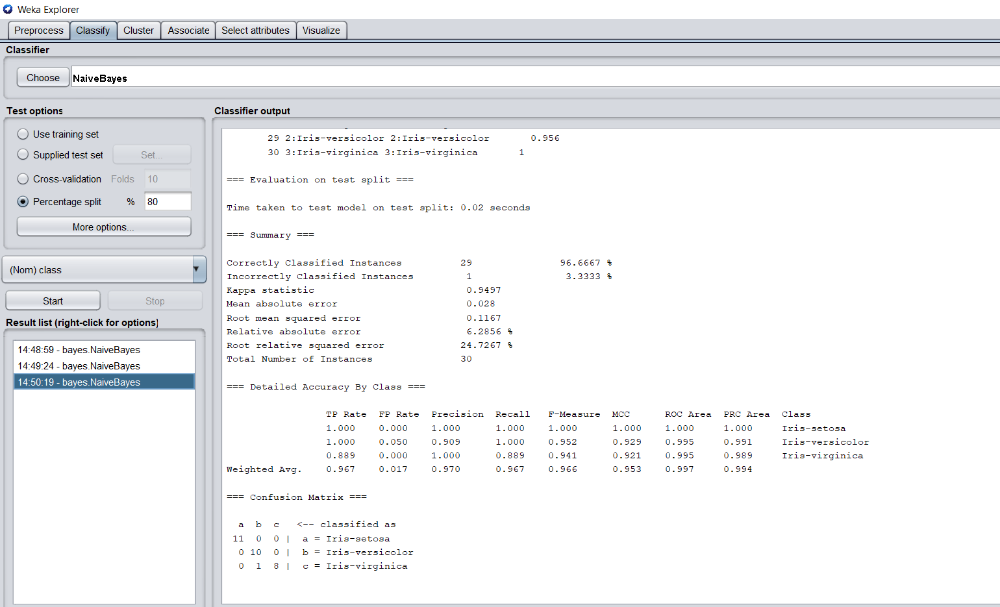 Weka Explorer
Preprocess Classify Cluster Associate Select attributes Visualize
Classifier
Choose NaiveBayes
Test options
Use training set
Supplied test set Set...
Cross-validation Folds 10
Percentage split % 80
More options...
(Nom) class
Start Stop
Result list (right-click for options)
14:48:59 - bayes.NaiveBayes
14:49:24 - bayes.NaiveBayes
14:50:19 - bayes.NaiveBayes
Classifier output
29 2:Iris-versicolor 2:Iris-versicolor 0.956
30 3:Iris-virginica 3:Iris-virginica 1
=== Evaluation on test split ===
Time taken to test model on test split: 0.02 seconds
=== Summary ===
Correctly Classified Instances 29 96.6667 %
Incorrectly Classified Instances 1 3.3333 %
Kappa statistic 0.9497
Mean absolute error 0.028
Root mean squared error 0.1167
Relative absolute error 6.2856 %
Root relative squared error 24.7267 %
Total Number of Instances 30
=== Detailed Accuracy By Class ===
TP Rate FP Rate Precision Recall F-Measure MCC ROC Area PRC Area Class
1.000 0.000 1.000 1.000 1.000 1.000 1.000 1.000 Iris-setosa
1.000 0.050 0.909 1.000 0.952 0.929 0.995 0.991 Iris-versicolor
0.889 0.000 1.000 0.889 0.941 0.921 0.995 0.989 Iris-virginica
Weighted Avg. 0.967 0.017 0.970 0.967 0.966 0.953 0.997 0.994
=== Confusion Matrix ===
a b c <-- classified as
11 0 0 | a = Iris-setosa
0 10 0 | b = Iris-versicolor
0 1 8 | c = Iris-virginica